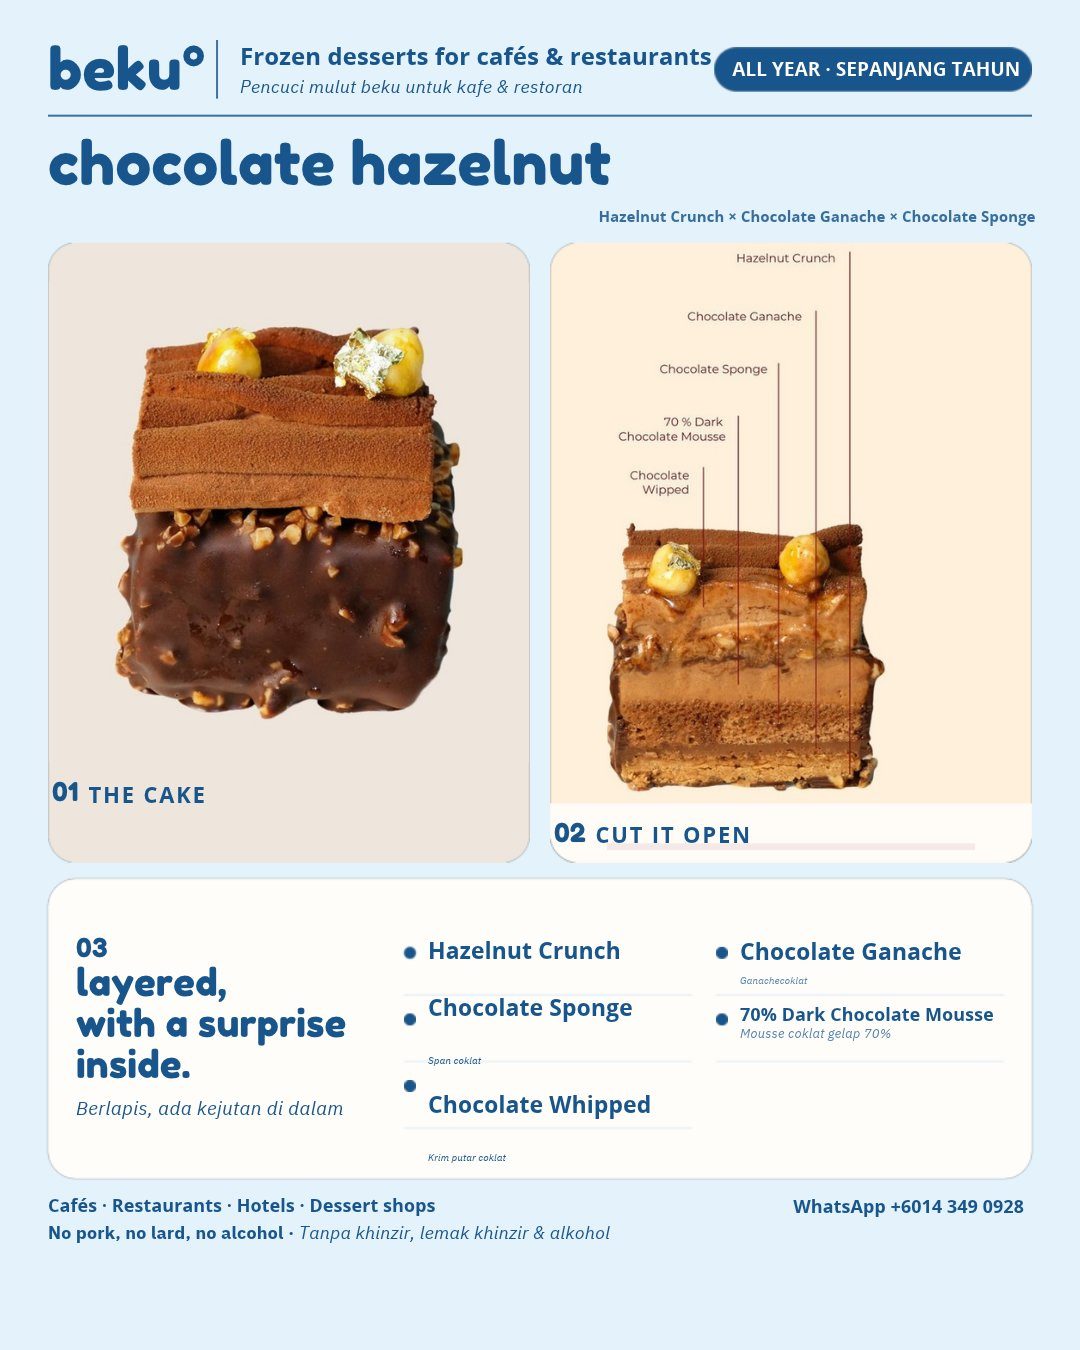 beku°
Frozen desserts for cafés & restaurants
Pencuci mulut beku untuk kafe & restoran
ALL YEAR · SEPANJANG TAHUN
chocolate hazelnut
Hazelnut Crunch × Chocolate Ganache × Chocolate Sponge
01 THE CAKE
Hazelnut Crunch
Chocolate Ganache
Chocolate Sponge
70 % Dark
Chocolate Mousse
Chocolate
Wipped
02 CUT IT OPEN
03
layered,
with a surprise
inside.
Berlapis, ada kejutan di dalam
Hazelnut Crunch
Chocolate Sponge
Span coklat
Chocolate Whipped
Krim putar coklat
Chocolate Ganache
Ganachecoklat
70% Dark Chocolate Mousse
Mousse coklat gelap 70%
Cafés · Restaurants · Hotels · Dessert shops
No pork, no lard, no alcohol · Tanpa khinzir, lemak khinzir & alkohol
WhatsApp +6014 349 0928